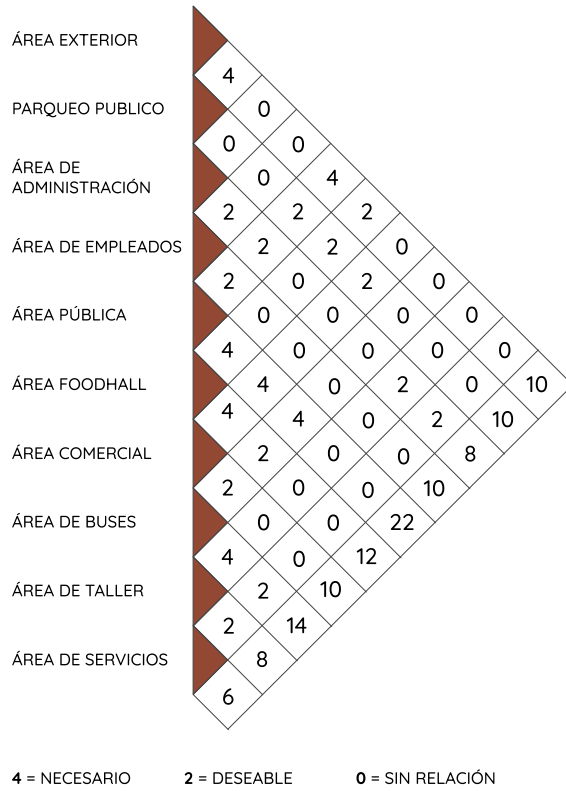 ÁREA EXTERIOR
4
PARQUEO PUBLICO 0
0 0
ÁREA DE
ADMINISTRACIÓN 0 4
2 2 2
ÁREA DE EMPLEADOS 2 2 0
2 0 2 0
ÁREA PÚBLICA 0 0 0 0
4 0 0 0 0
ÁREA FOODHALL 4 0 2 0 10
4 4 0 2 10
ÁREA COMERCIAL 2 0 0 8
2 0 0 10
ÁREA DE BUSES 0 0 22
4 0 12
ÁREA DE TALLER 2 10
2 14
ÁREA DE SERVICIOS 8
6
4 = NECESARIO 2 = DESEABLE 0 = SIN RELACIÓN